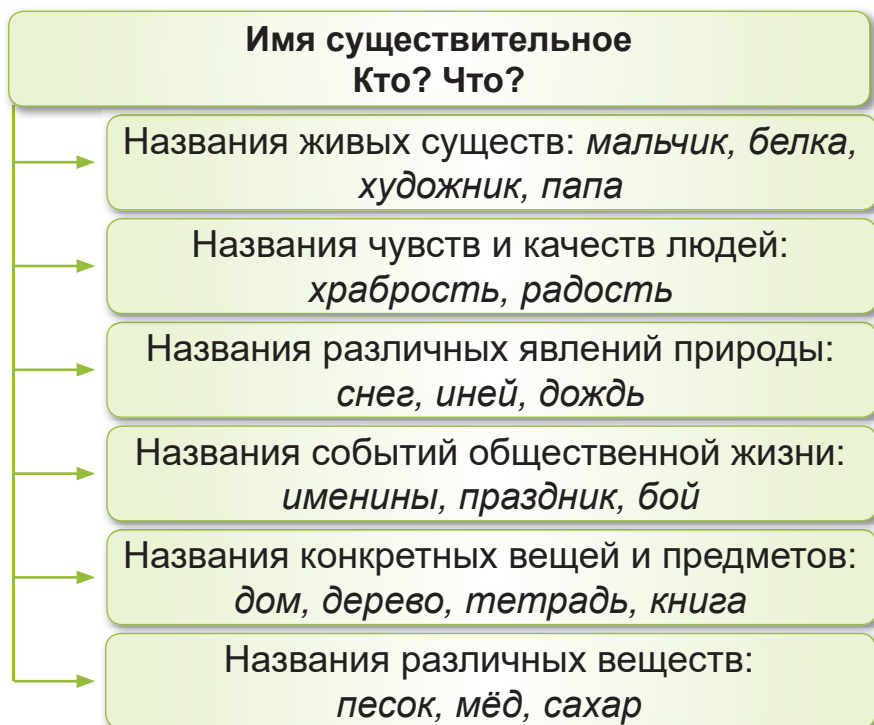 Имя существительное
Кто? Что?
Названия живых существ: мальчик, белка,
художник, папа
Названия чувств и качеств людей:
храбрость, радость
Названия различных явлений природы:
снег, иней, дождь
Названия событий общественной жизни:
именины, праздник, бой
Названия конкретных вещей и предметов:
дом, дерево, тетрадь, книга
Названия различных веществ:
песок, мёд, сахар